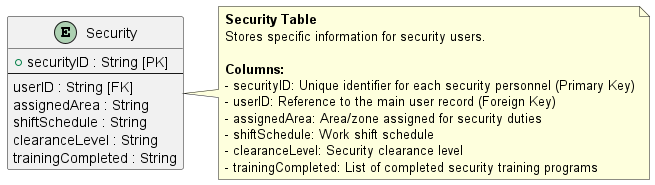 E Security
securityID : String [PK]
userID : String [FK]
assignedArea : String
shiftSchedule : String
clearanceLevel : String
trainingCompleted : String
Security Table
Stores specific information for security users.
Columns:
- securityID: Unique identifier for each security personnel (Primary Key)
- userID: Reference to the main user record (Foreign Key)
- assignedArea: Area/zone assigned for security duties
- shiftSchedule: Work shift schedule
- clearanceLevel: Security clearance level
- trainingCompleted: List of completed security training programs